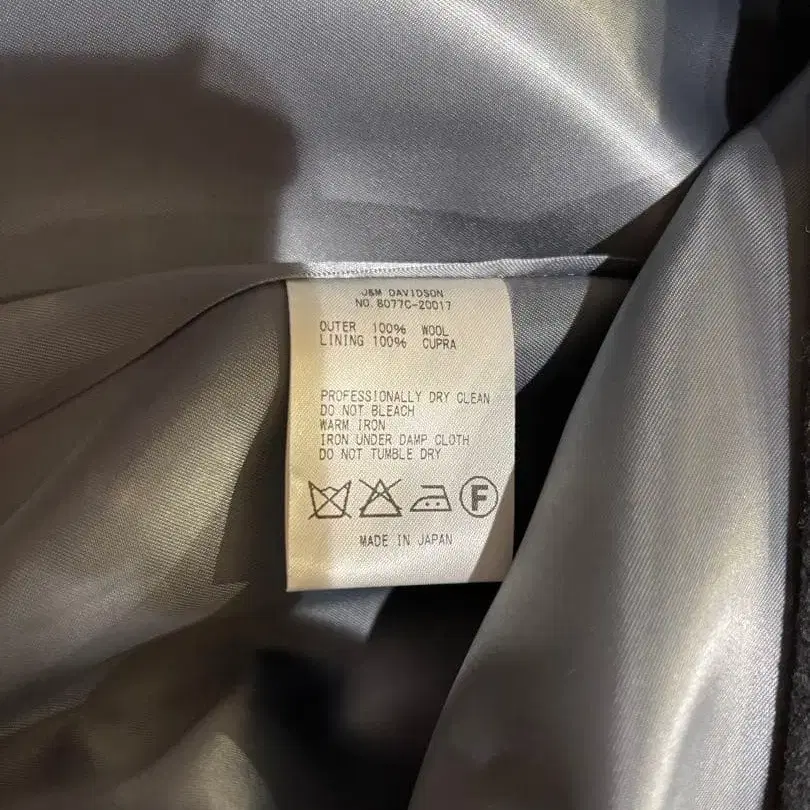 J&M DAVIDSON
NO. 8077C-20017
OUTER 100% WOOL
LINING 100% CUPRA
PROFESSIONALLY DRY CLEAN
DO NOT BLEACH
WARM IRON
IRON UNDER DAMP CLOTH
DO NOT TUMBLE DRY
F
MADE IN JAPAN